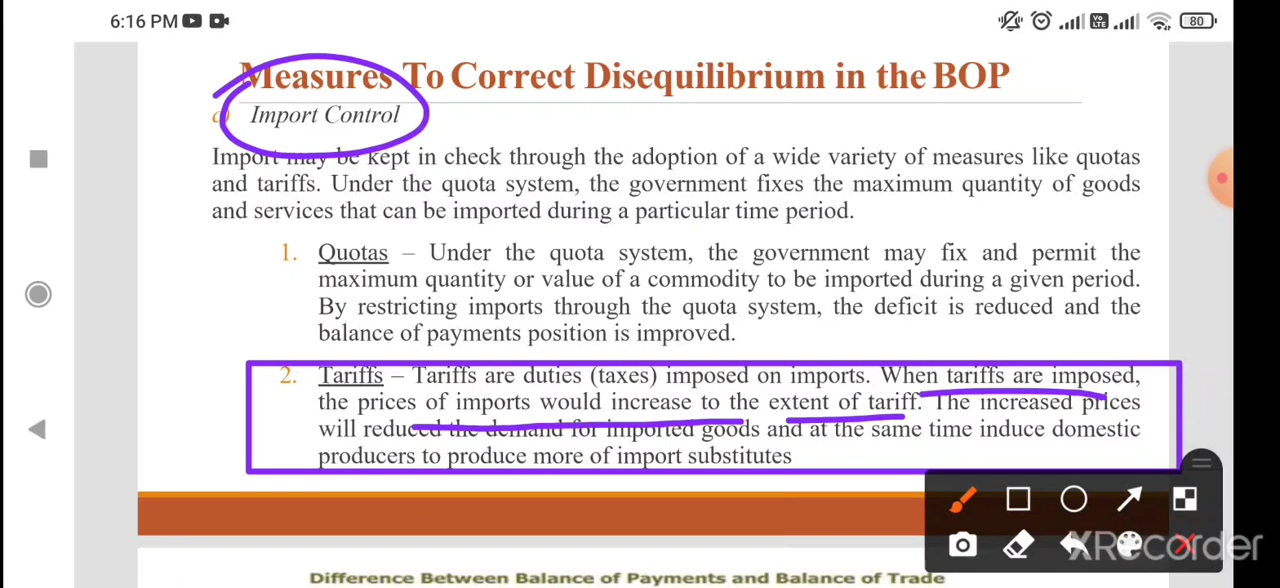 6:16 PM
Vo
LTE
80
Measures To Correct Disequilibrium in the BOP
c) Import Control
Import may be kept in check through the adoption of a wide variety of measures like quotas
and tariffs. Under the quota system, the government fixes the maximum quantity of goods
and services that can be imported during a particular time period.
1. Quotas – Under the quota system, the government may fix and permit the
maximum quantity or value of a commodity to be imported during a given period.
By restricting imports through the quota system, the deficit is reduced and the
balance of payments position is improved.
2. Tariffs – Tariffs are duties (taxes) imposed on imports. When tariffs are imposed,
the prices of imports would increase to the extent of tariff. The increased prices
will reduced the demand for imported goods and at the same time induce domestic
producers to produce more of import substitutes
XRecorder
Difference Between Balance of Payments and Balance of Trade